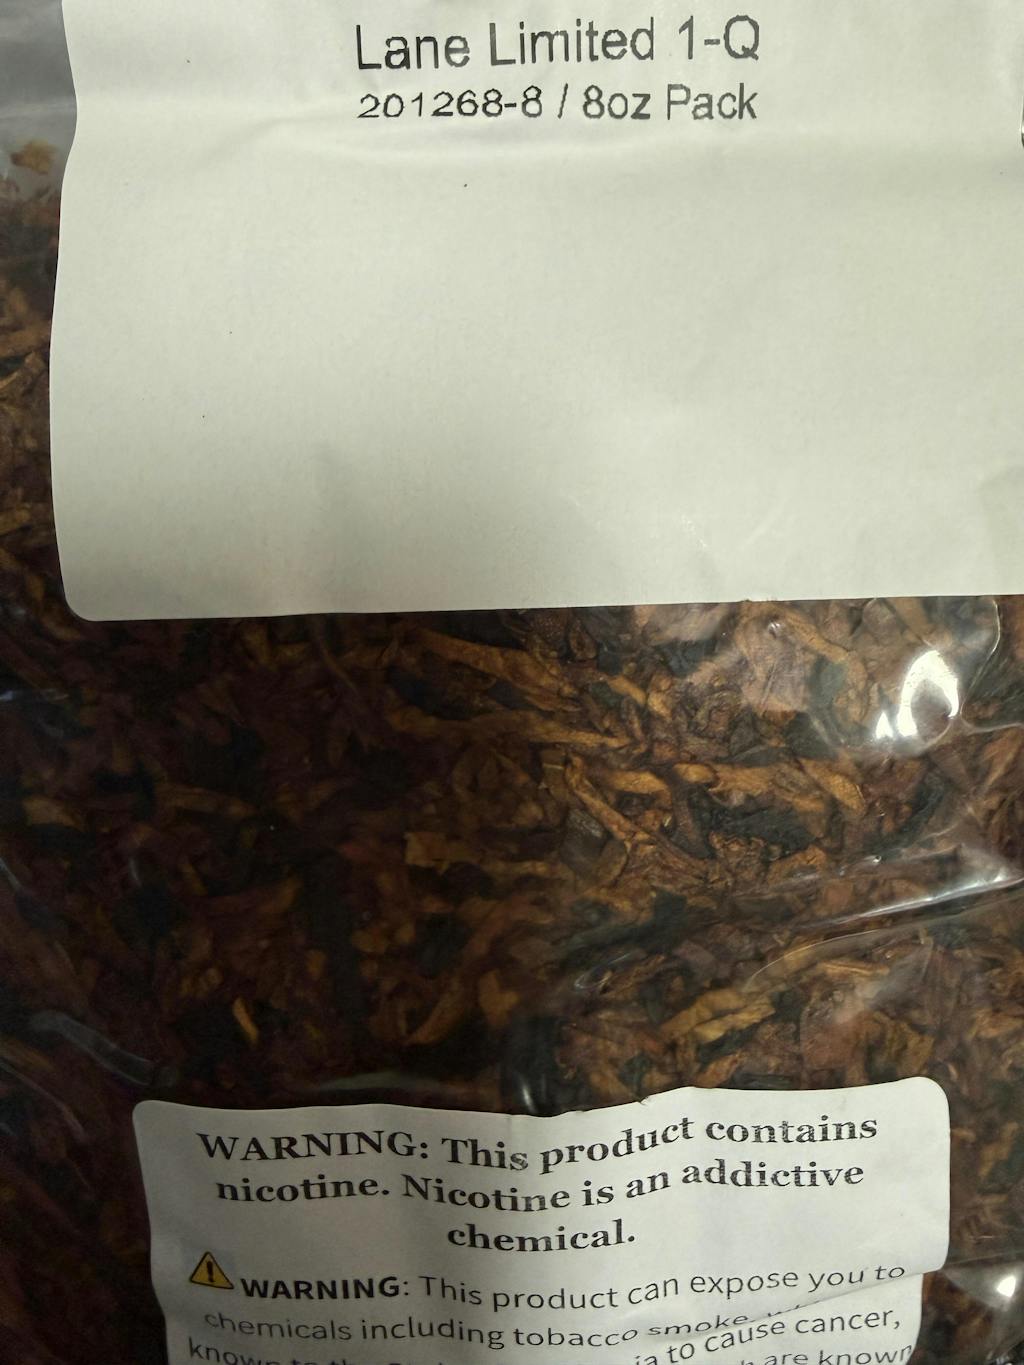 Lane Limited 1-Q
201268-8 / 8oz Pack
WARNING: This product contains
nicotine. Nicotine is an addictive
chemical.
WARNING: This product can expose you to
chemicals including tobacco smoke,
to cause cancer,
are known